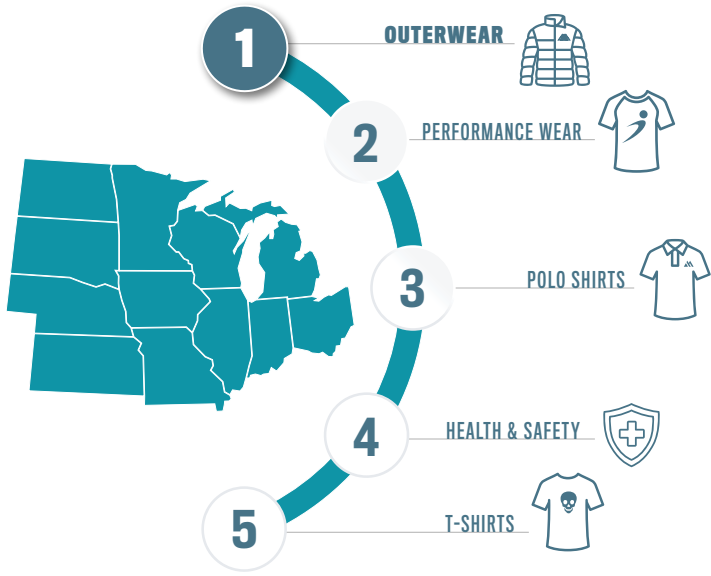 1 OUTERWEAR
2 PERFORMANCE WEAR
3 POLO SHIRTS
4 HEALTH & SAFETY
5 T-SHIRTS